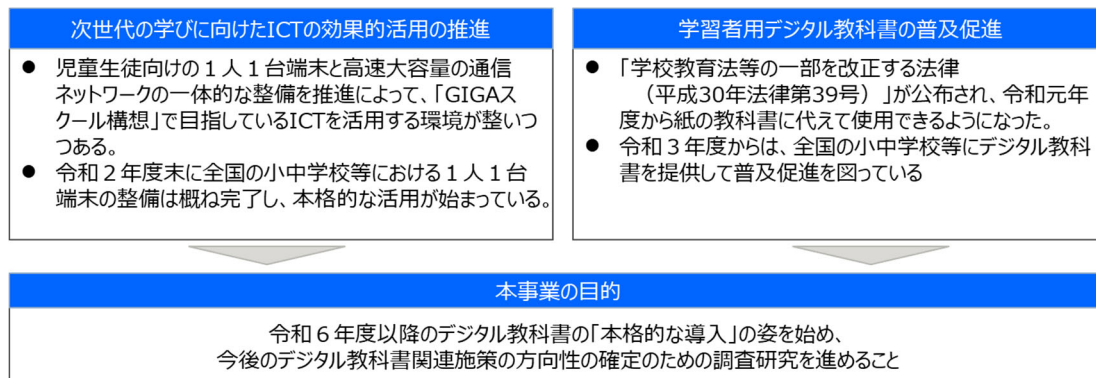 次世代の学びに向けたICTの効果的活用の推進
● 児童生徒向けの１人１台端末と高速大容量の通信
ネットワークの一体的な整備を推進によって、「GIGAス
クール構想」で目指しているICTを活用する環境が整いつ
つある。
● 令和２年度末に全国の小中学校等における１人１台
端末の整備は概ね完了し、本格的な活用が始まっている。
学習者用デジタル教科書の普及促進
● 「学校教育法等の一部を改正する法律
（平成30年法律第39号）」が公布され、令和元年
度から紙の教科書に代えて使用できるようになった。
● 令和３年度からは、全国の小中学校等にデジタル教科
書を提供して普及促進を図っている
本事業の目的
令和６年度以降のデジタル教科書の「本格的な導入」の姿を始め、
今後のデジタル教科書関連施策の方向性の確定のための調査研究を進めること